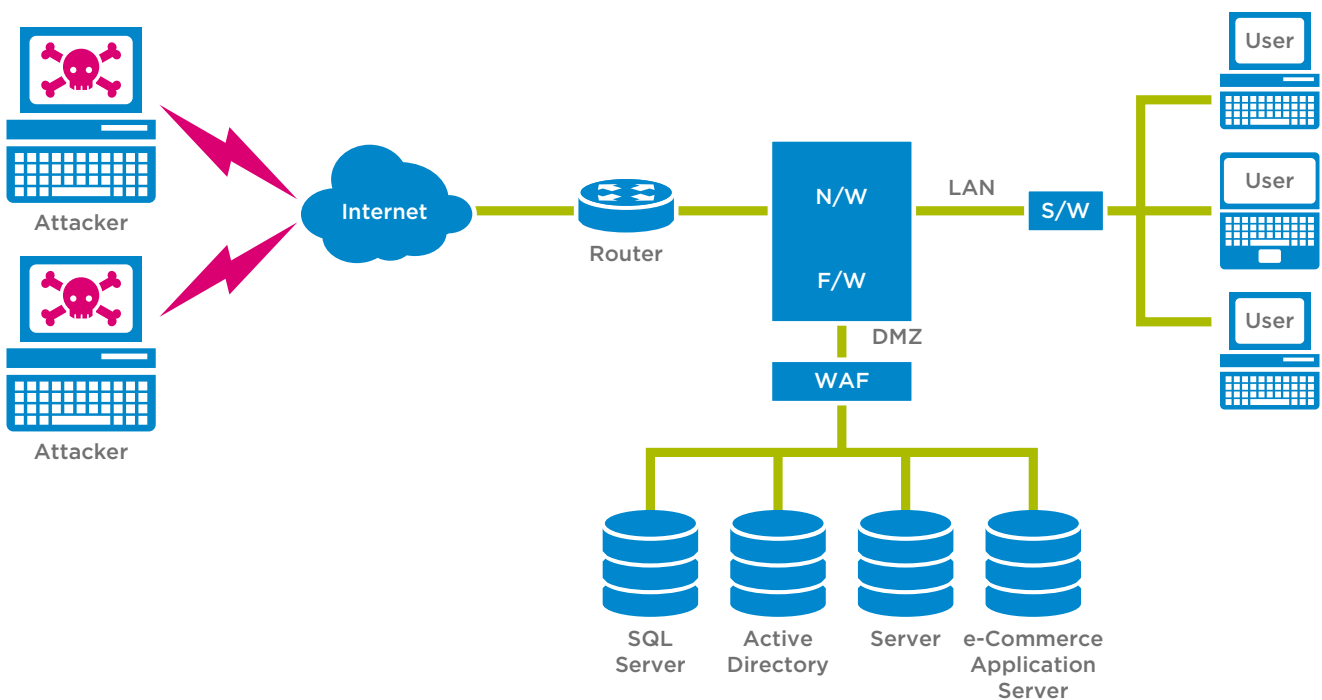 Attacker
Attacker
Internet
Router
N/W
F/W
LAN
S/W
User
User
User
DMZ
WAF
SQL
Server
Active
Directory
Server
e-Commerce
Application
Server